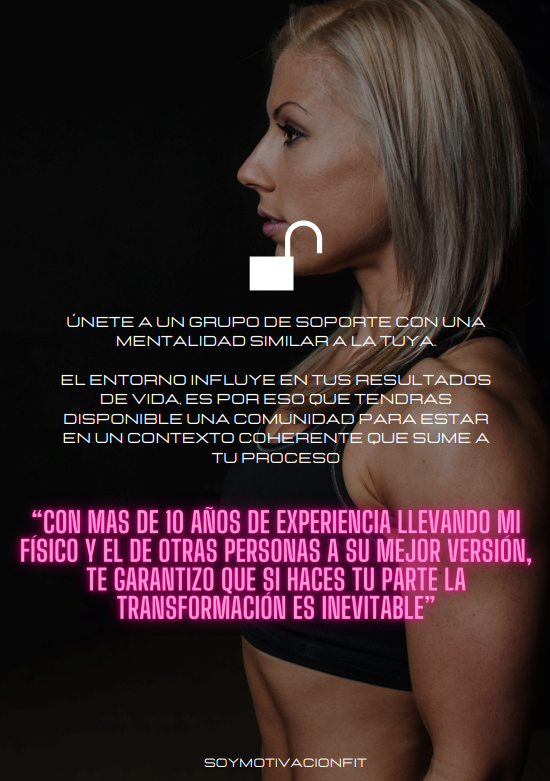 ÚNETE A UN GRUPO DE SOPORTE CON UNA
MENTALIDAD SIMILAR A LA TUYA.
EL ENTORNO INFLUYE EN TUS RESULTADOS
DE VIDA, ES POR ESO QUE TENDRAS
DISPONIBLE UNA COMUNIDAD PARA ESTAR
EN UN CONTEXTO COHERENTE QUE SUME A
TU PROCESO
“CON MAS DE 10 AÑOS DE EXPERIENCIA LLEVANDO MI
FÍSICO Y EL DE OTRAS PERSONAS A SU MEJOR VERSIÓN,
TE GARANTIZO QUE SI HACES TU PARTE LA
TRANSFORMACIÓN ES INEVITABLE”
SOYMOTIVACIONFIT